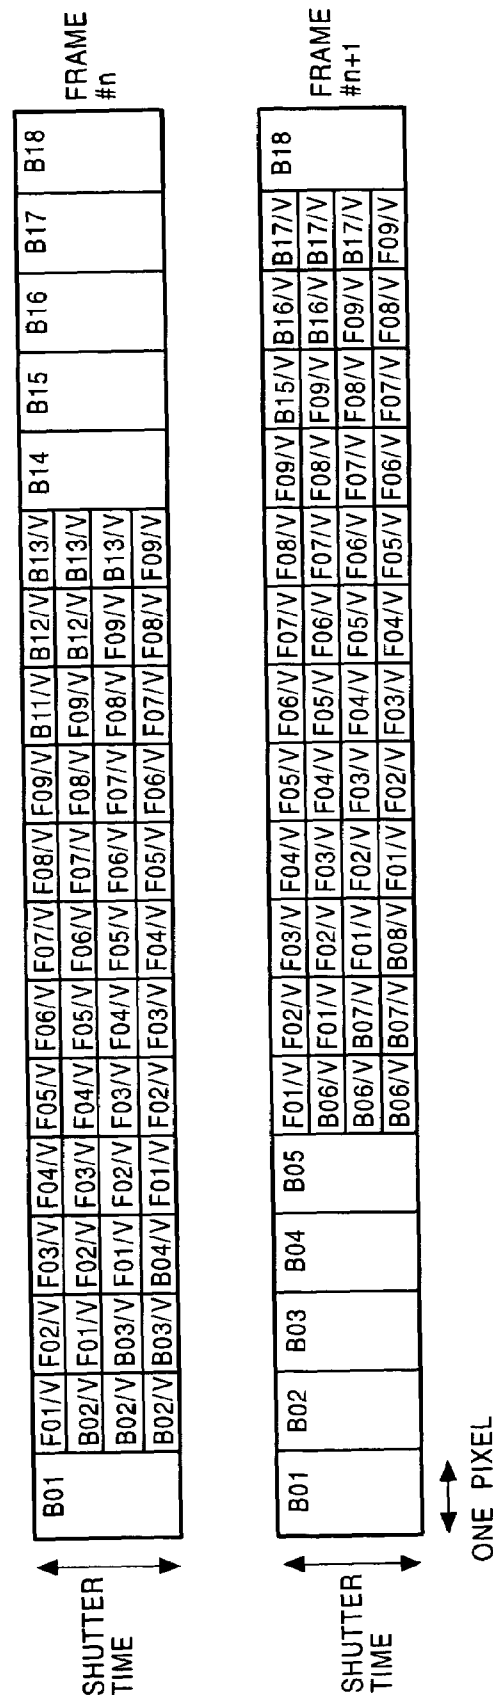 FRAME
#n
B01 F01/V F02/V F03/V F04/V F05/V F06/V F07/V F08/V F09/V B11/V B12/V B13/V B14 B15 B16 B17 B18
B02/V F01/V F02/V F03/V F04/V F05/V F06/V F07/V F08/V F09/V B12/V B13/V
B02/V B03/V F01/V F02/V F03/V F04/V F05/V F06/V F07/V F08/V F09/V B13/V
B02/V B03/V B04/V F01/V F02/V F03/V F04/V F05/V F06/V F07/V F08/V F09/V
SHUTTER
TIME
FRAME
#n+1
B01 B02 B03 B04 B05 F01/V F02/V F03/V F04/V F05/V F06/V F07/V F08/V F09/V B15/V B16/V B17/V B18
B06/V F01/V F02/V F03/V F04/V F05/V F06/V F07/V F08/V F09/V B16/V B17/V
B06/V B07/V F01/V F02/V F03/V F04/V F05/V F06/V F07/V F08/V F09/V B17/V
B06/V B07/V B08/V F01/V F02/V F03/V F04/V F05/V F06/V F07/V F08/V F09/V
SHUTTER
TIME
ONE PIXEL